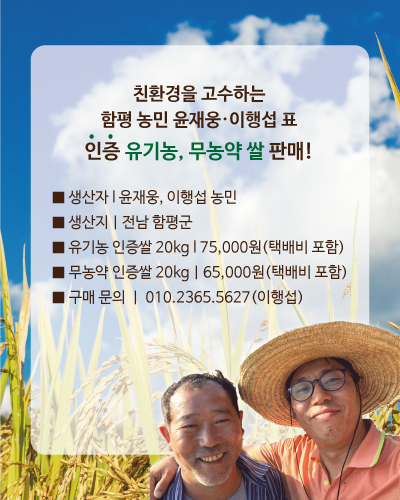 친환경을 고수하는
함평 농민 윤재웅·이행섭 표
인증 유기농, 무농약 쌀 판매!
■ 생산자 | 윤재웅, 이행섭 농민
■ 생산지 | 전남 함평군
■ 유기농 인증쌀 20kg | 75,000원(택배비 포함)
■ 무농약 인증쌀 20kg | 65,000원(택배비 포함)
■ 구매 문의 | 010.2365.5627(이행섭)